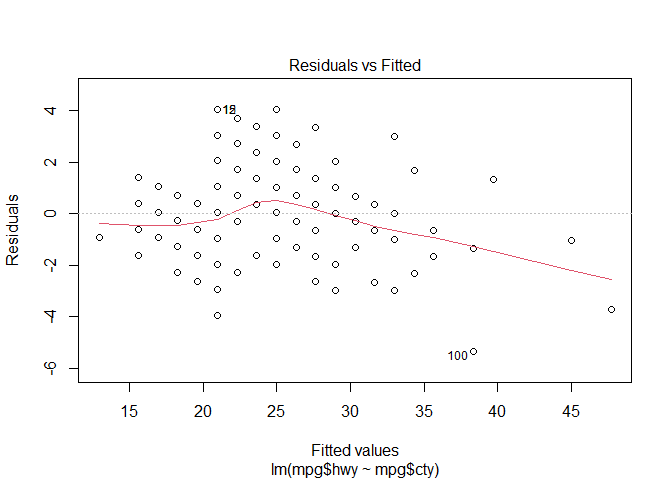 Residuals vs Fitted
Residuals
4
2
0
-2
-4
-6
100
15 20 25 30 35 40 45
Fitted values
lm(mpg$hwy ~ mpg$cty)